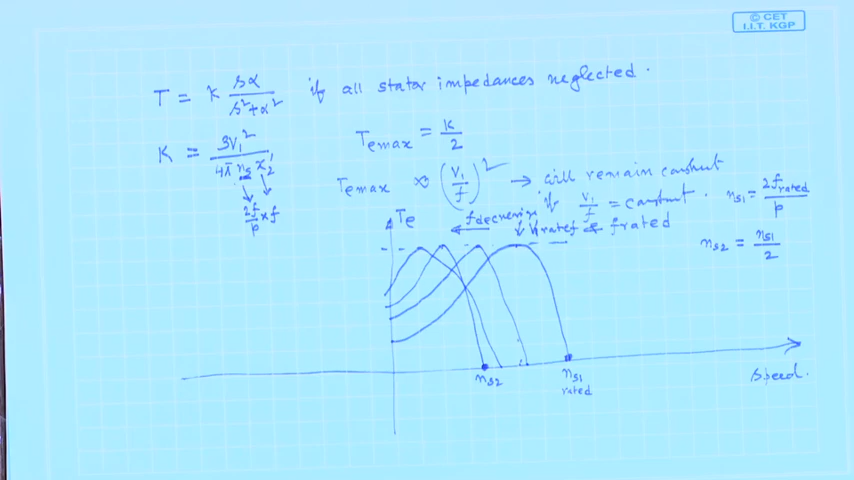 © CET
I.I.T. KGP
T = K sα / s²+α² if all stator impedances neglected.
K = 3V₁² / 4π nₛ x₂'
2f/p × f
Temax = K/2
Temax ∝ (V₁/f)² → will remain constant
if V₁/f = constant.
nₛ₁ = 2frated / p
nₛ₂ = nₛ₁ / 2
f decreasing
Vrated & frated
Te
nₛ₂
nₛ₁
rated
speed.